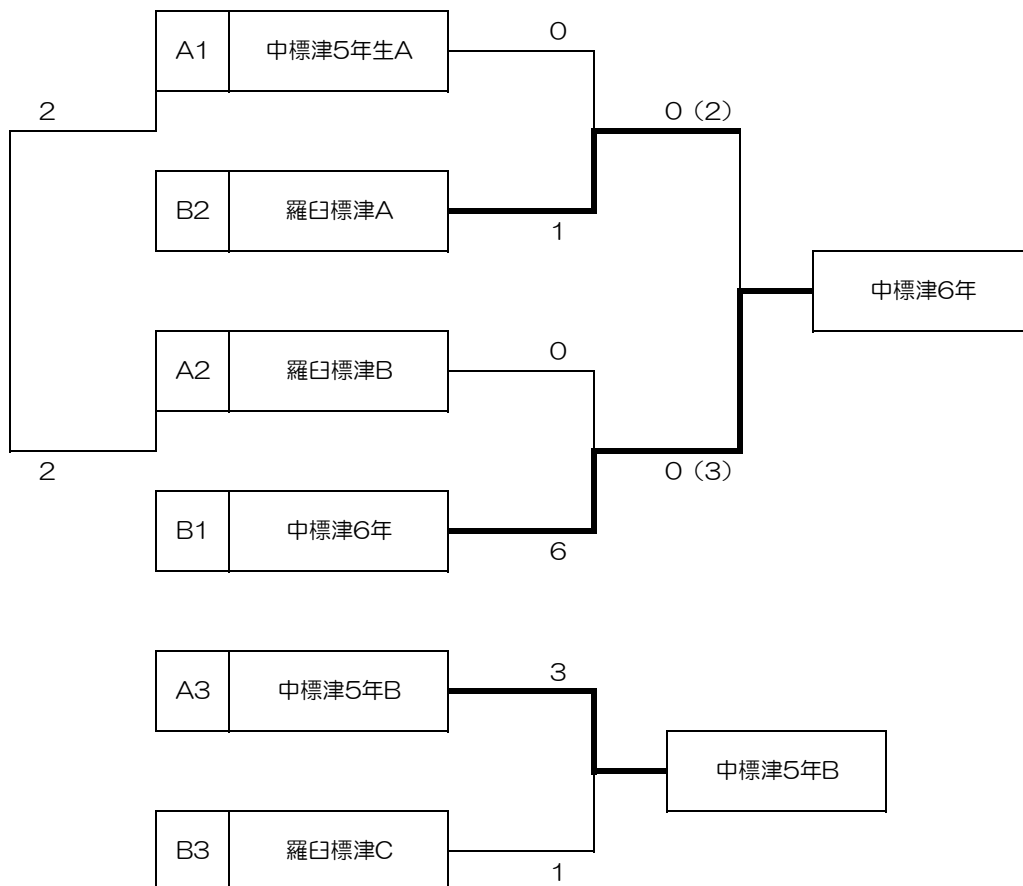 A1 中標津5年生A 0
2 0（2）
B2 羅臼標津A
1
中標津6年
A2 羅臼標津B 0
2 0（3）
B1 中標津6年
6
A3 中標津5年B 3
中標津5年B
B3 羅臼標津C
1